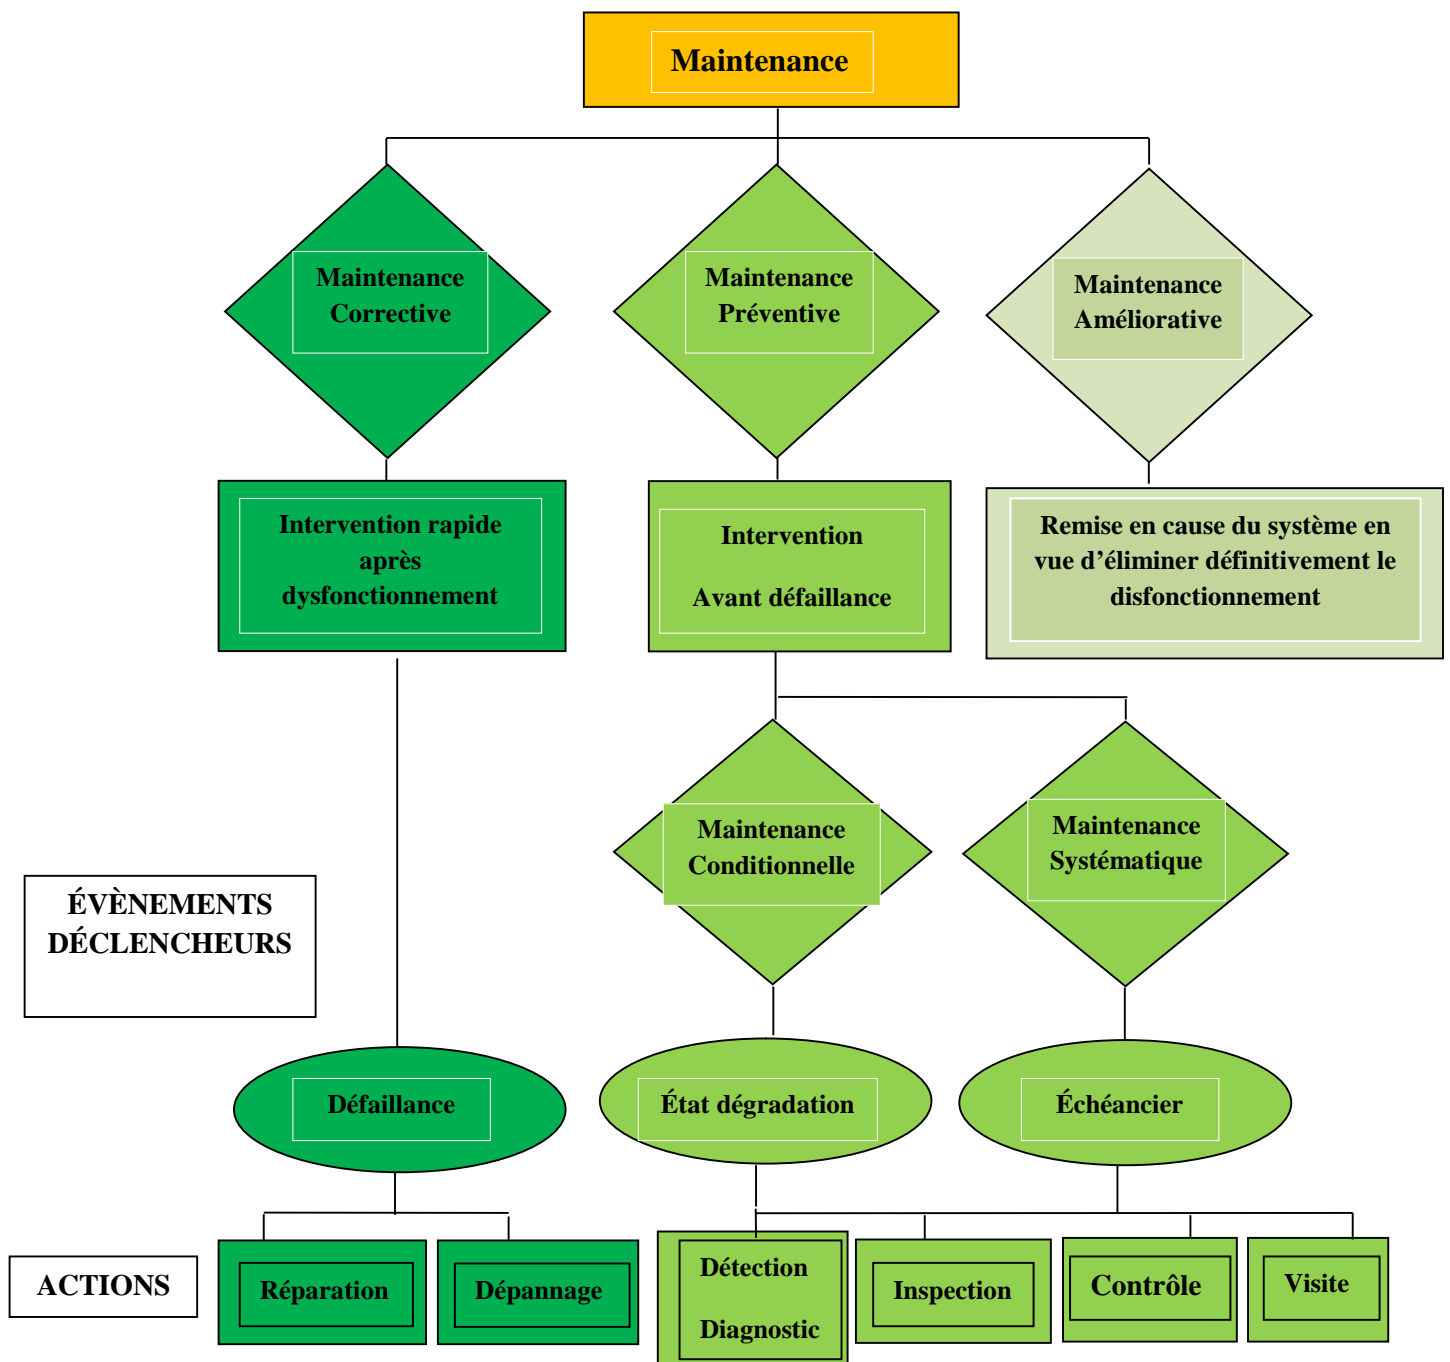 Maintenance
Maintenance
Corrective
Maintenance
Préventive
Maintenance
Améliorative
Intervention rapide
après
dysfonctionnement
Intervention
Avant défaillance
Remise en cause du système en
vue d’éliminer définitivement le
disfonctionnement
Maintenance
Conditionnelle
Maintenance
Systématique
ÉVÈNEMENTS
DÉCLENCHEURS
Défaillance
État dégradation
Échéancier
ACTIONS
Réparation
Dépannage
Détection
Diagnostic
Inspection
Contrôle
Visite